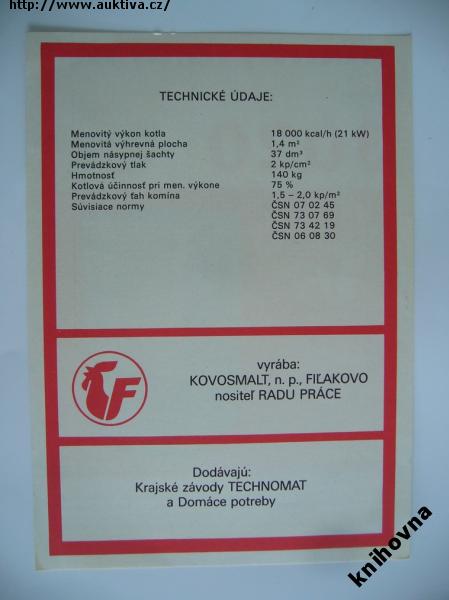 http://www.auktiva.cz/
TECHNICKÉ ÚDAJE:
Menovitý výkon kotla 18 000 kcal/h (21 kW)
Menovitá výhrevná plocha 1,4 m²
Objem násypnej šachty 37 dm³
Prevádzkový tlak 2 kp/cm²
Hmotnosť 140 kg
Kotlová účinnosť pri men. výkone 75 %
Prevádzkový ťah komína 1,5 – 2,0 kp/m²
Súvisiace normy ČSN 07 02 45
ČSN 73 07 69
ČSN 73 42 19
ČSN 06 08 30
F
vyrába:
KOVOSMALT, n. p., FIĽAKOVO
nositeľ RADU PRÁCE
Dodávajú:
Krajské závody TECHNOMAT
a Domáce potreby
knihovna